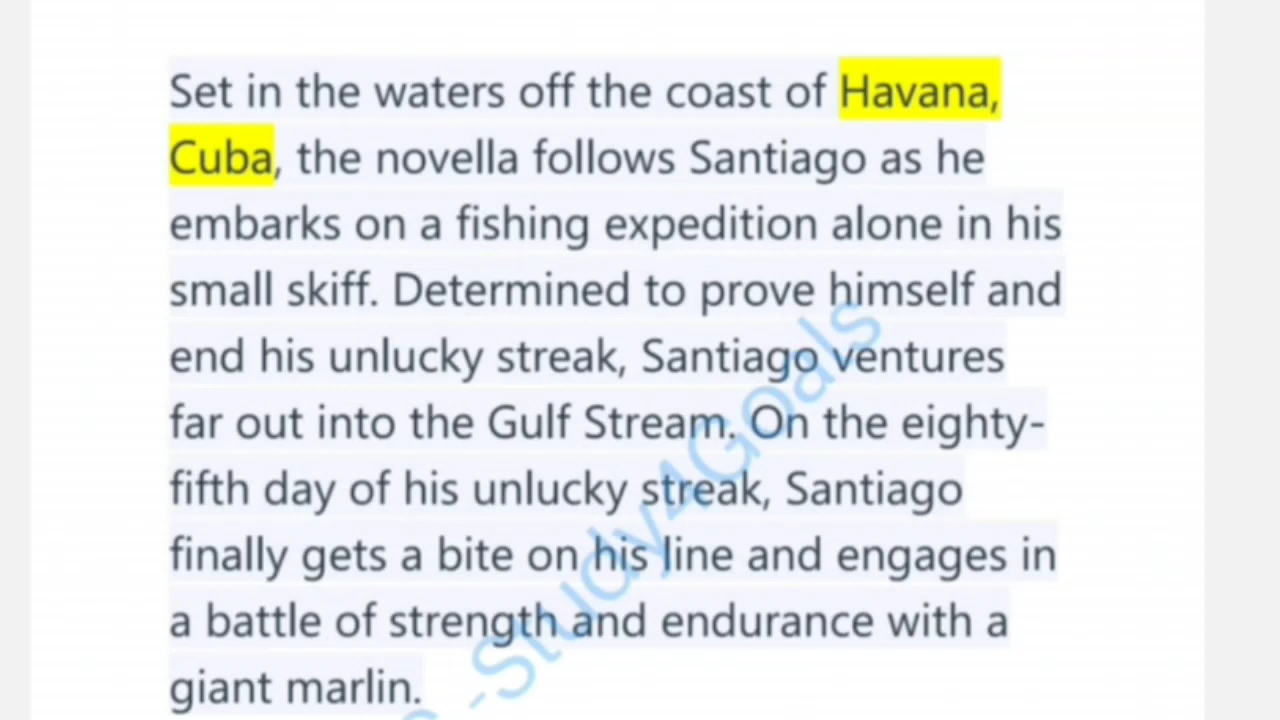 Set in the waters off the coast of Havana,
Cuba, the novella follows Santiago as he
embarks on a fishing expedition alone in his
small skiff. Determined to prove himself and
end his unlucky streak, Santiago ventures
far out into the Gulf Stream. On the eighty-
fifth day of his unlucky streak, Santiago
finally gets a bite on his line and engages in
a battle of strength and endurance with a
giant marlin.
-Study4Goals